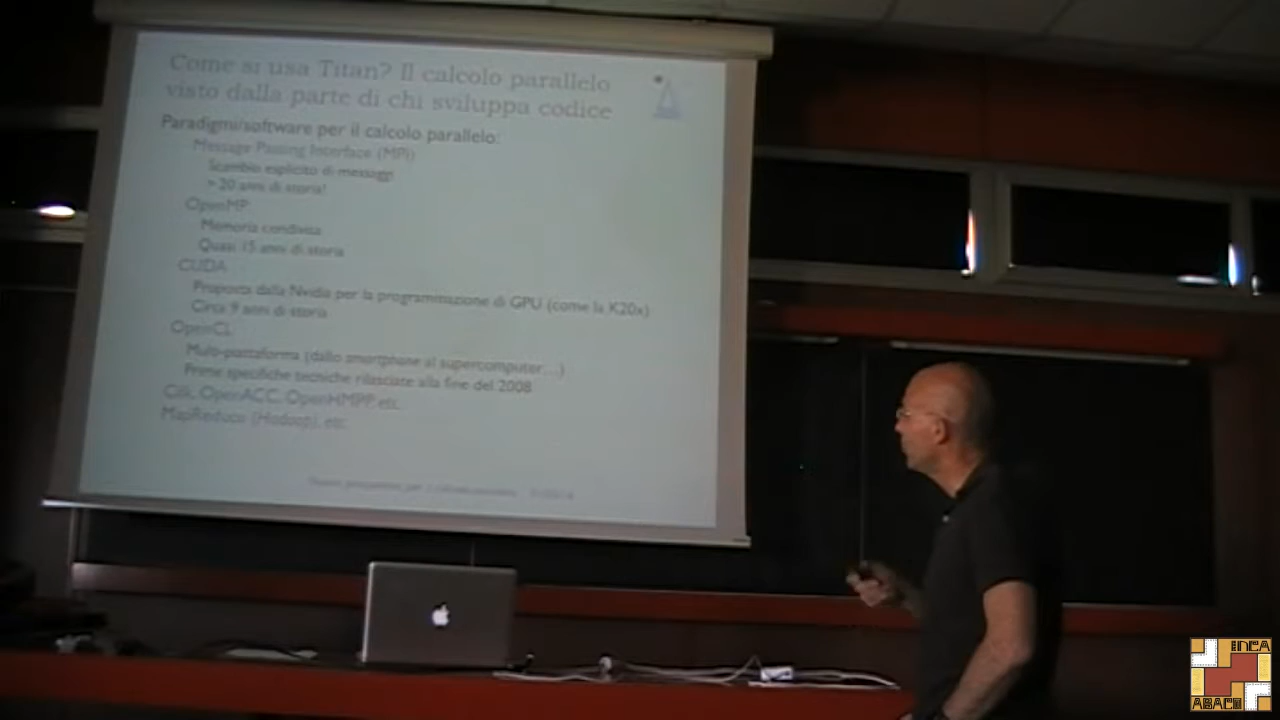 Come si usa Titan? Il calcolo parallelo
visto dalla parte di chi sviluppa codice
Paradigmi/software per il calcolo parallelo:
Message Passing Interface (MPI)
Scambio esplicito di messaggi
> 20 anni di storia!
OpenMP
Memoria condivisa
Quasi 15 anni di storia
CUDA
Proposta dalla Nvidia per la programmazione di GPU (come la K20x)
Circa 9 anni di storia
OpenCL
Multi-piattaforma (dallo smartphone al supercomputer…)
Prime specifiche tecniche rilasciate alla fine del 2008
Cilk, OpenACC, OpenHMPP, etc.
MapReduce (Hadoop), etc.
INCA
ABACO